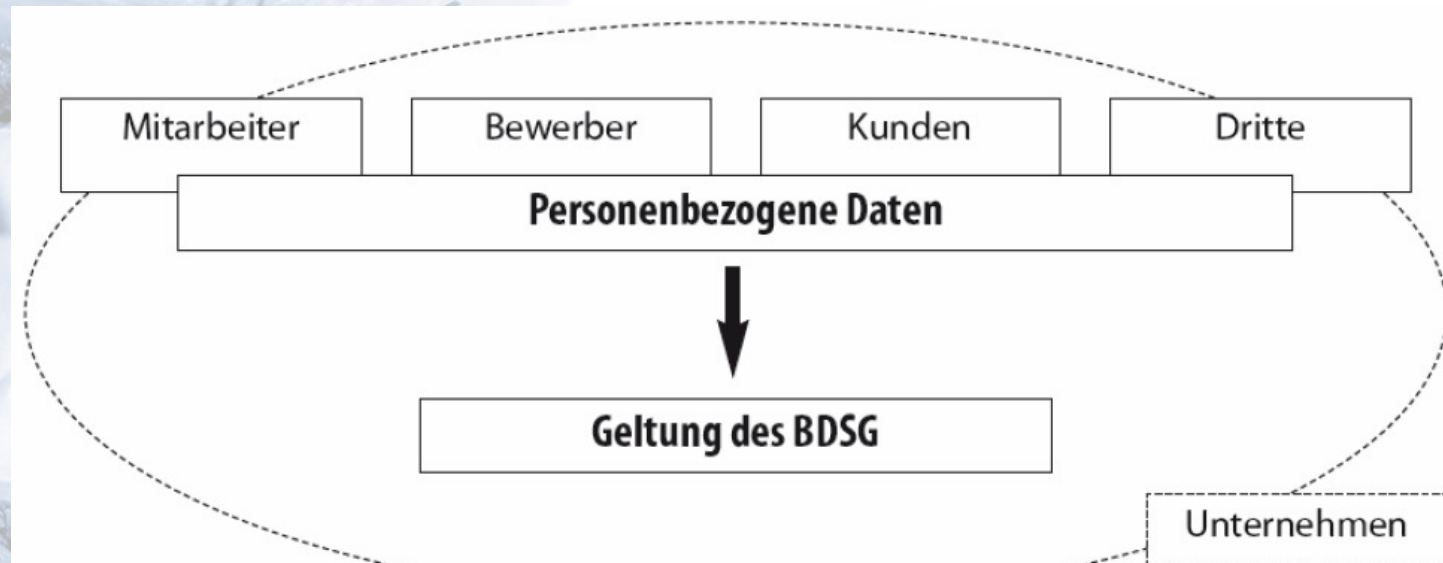 Mitarbeiter
Bewerber
Kunden
Dritte
Personenbezogene Daten
Geltung des BDSG
Unternehmen